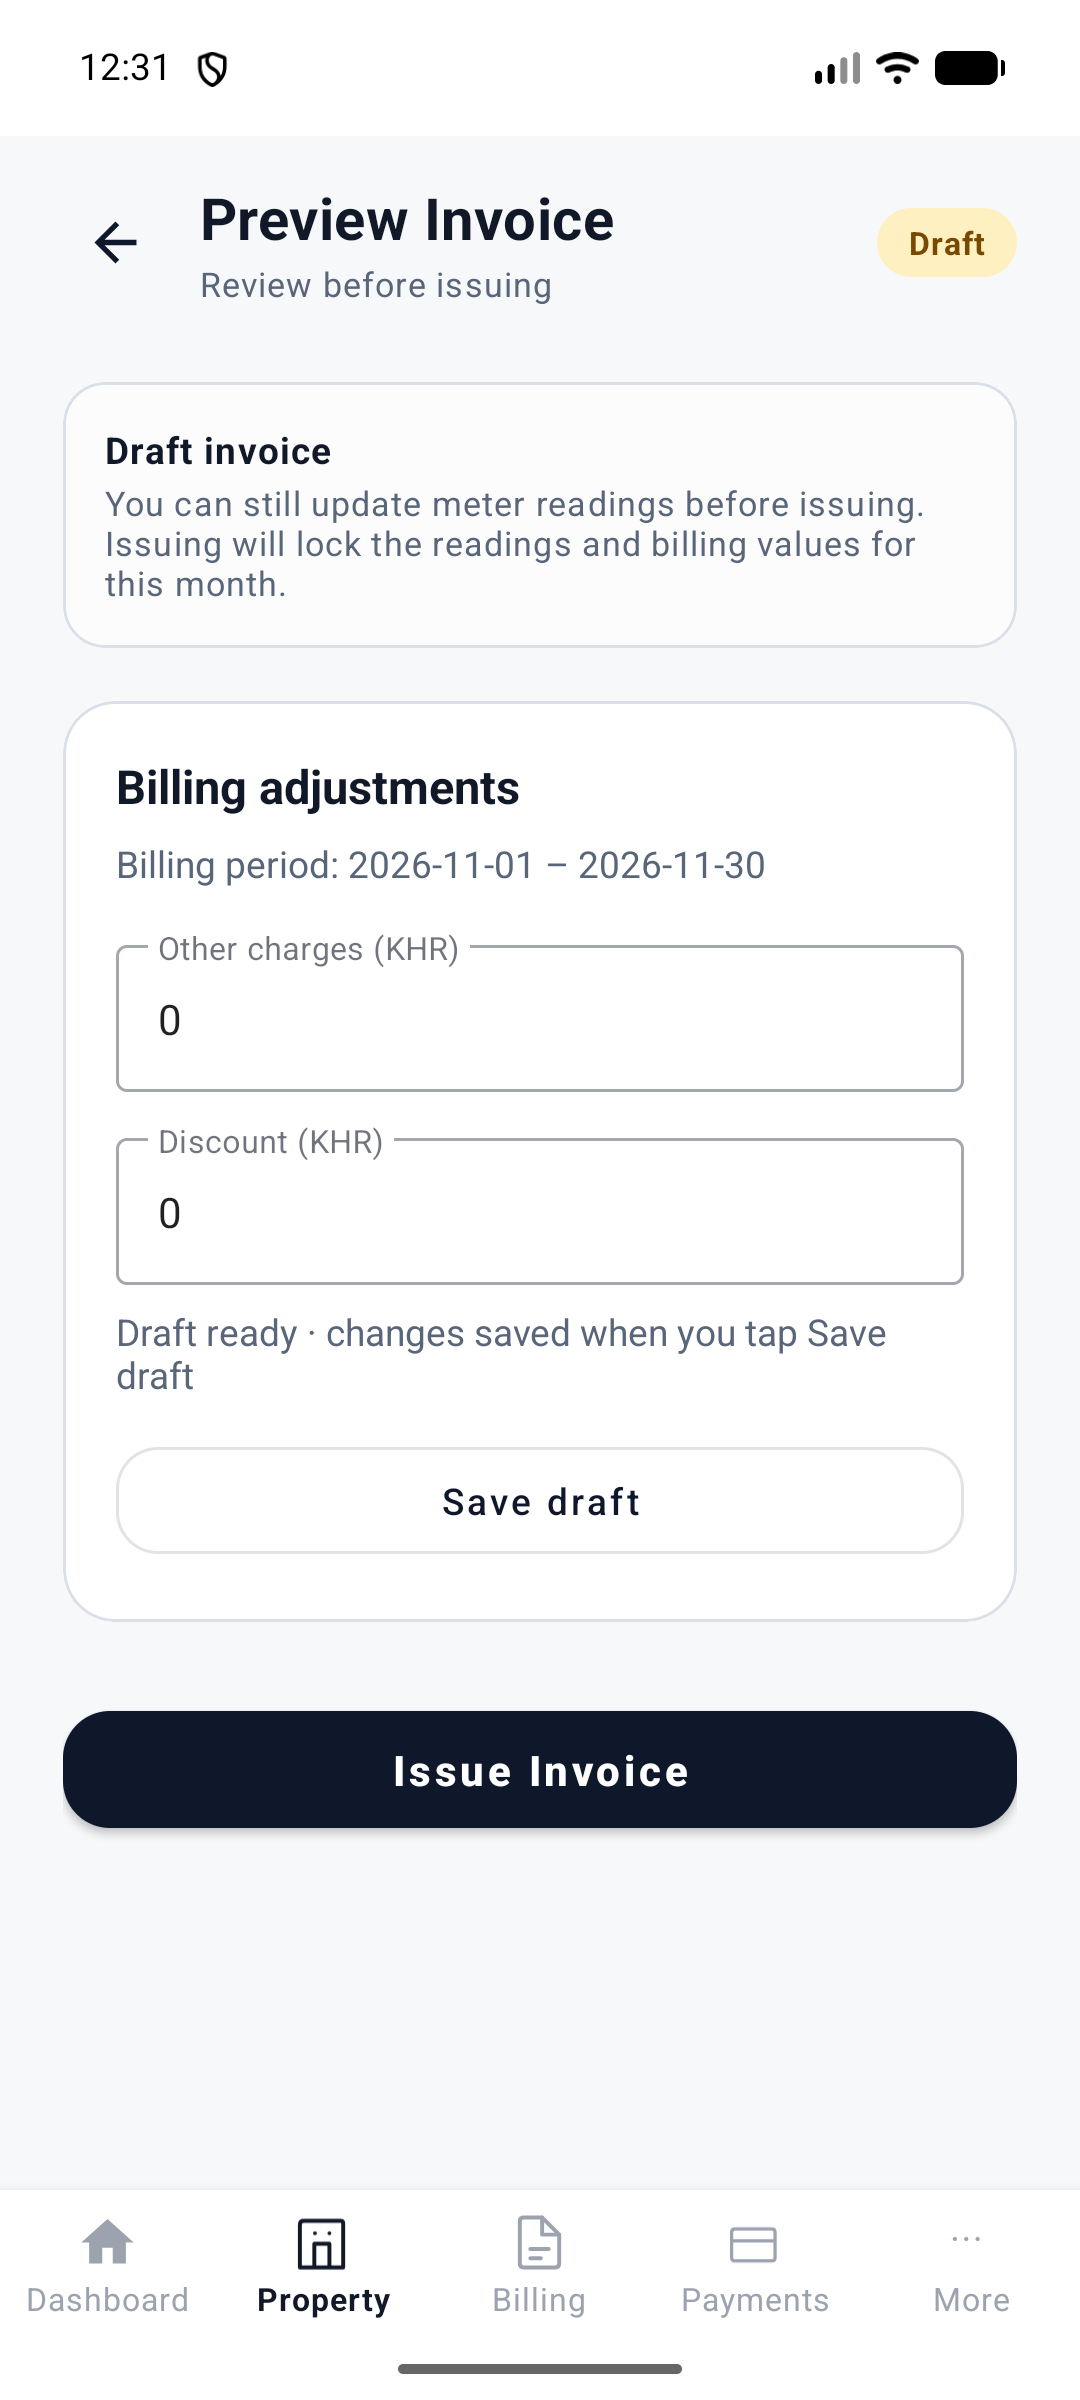 12:31
Preview Invoice
Review before issuing
Draft
Draft invoice
You can still update meter readings before issuing.
Issuing will lock the readings and billing values for
this month.
Billing adjustments
Billing period: 2026-11-01 – 2026-11-30
Other charges (KHR)
0
Discount (KHR)
0
Draft ready · changes saved when you tap Save
draft
Save draft
Issue Invoice
Dashboard
Property
Billing
Payments
More